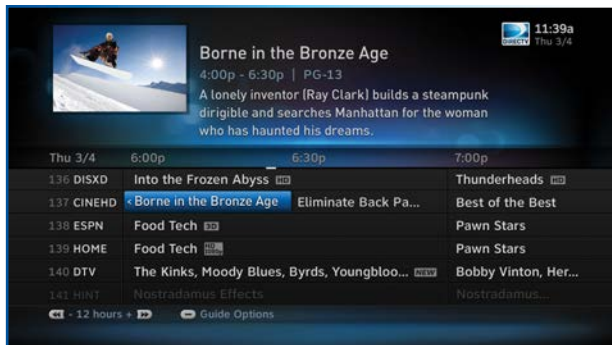 11:39a
DIRECTV Thu 3/4
Borne in the Bronze Age
4:00p - 6:30p | PG-13
A lonely inventor (Ray Clark) builds a steampunk
dirigible and searches Manhattan for the woman
who has haunted his dreams.
Thu 3/4 6:00p 6:30p 7:00p
136 DISXD Into the Frozen Abyss HD Thunderheads HD
137 CINEHD <Borne in the Bronze Age Eliminate Back Pa... Best of the Best
138 ESPN Food Tech 3D Pawn Stars
139 HOME Food Tech HD 1080p Pawn Stars
140 DTV The Kinks, Moody Blues, Byrds, Youngbloo... NEW Bobby Vinton, Her...
141 HINT Nostradamus Effects Nostradamus...
- 12 hours + Guide Options